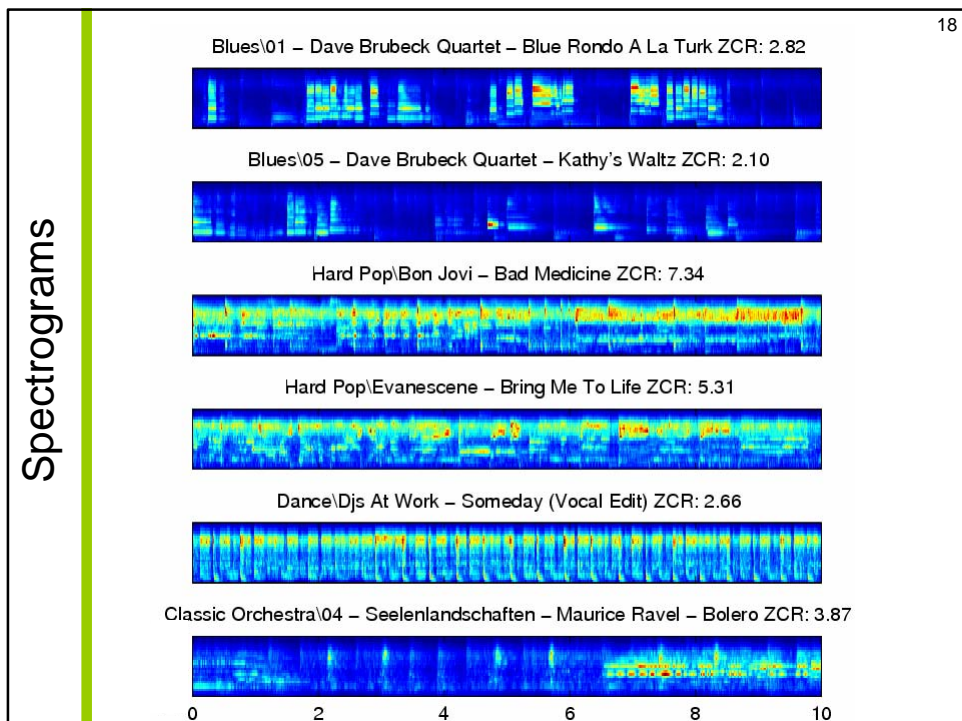 18
Spectrograms
Blues\01 – Dave Brubeck Quartet – Blue Rondo A La Turk ZCR: 2.82
Blues\05 – Dave Brubeck Quartet – Kathy's Waltz ZCR: 2.10
Hard Pop\Bon Jovi – Bad Medicine ZCR: 7.34
Hard Pop\Evanescene – Bring Me To Life ZCR: 5.31
Dance\Djs At Work – Someday (Vocal Edit) ZCR: 2.66
Classic Orchestra\04 – Seelenlandschaften – Maurice Ravel – Bolero ZCR: 3.87
0 2 4 6 8 10